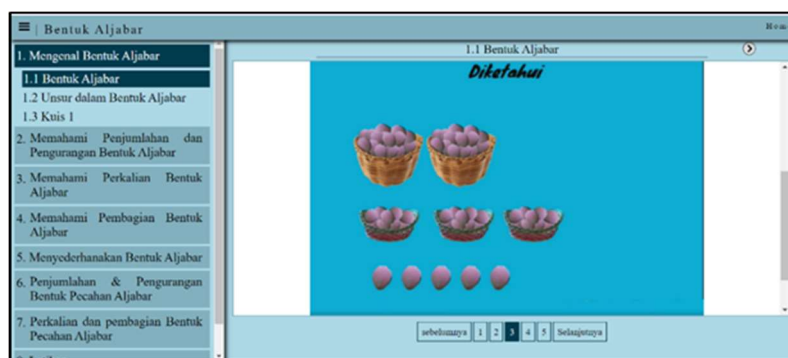 ≡ | Bentuk Aljabar
1. Mengenal Bentuk Aljabar
1.1 Bentuk Aljabar
1.2 Unsur dalam Bentuk Aljabar
1.3 Kuis 1
2. Memahami Penjumlahan dan
Pengurangan Bentuk Aljabar
3. Memahami Perkalian Bentuk
Aljabar
4. Memahami Pembagian Bentuk
Aljabar
5. Menyederhanakan Bentuk Aljabar
6. Penjumlahan & Pengurangan
Bentuk Pecahan Aljabar
7. Perkalian dan pembagian Bentuk
Pecahan Aljabar
1.1 Bentuk Aljabar
Diketahui
sebelumnya 1 2 3 4 5 Selanjutnya